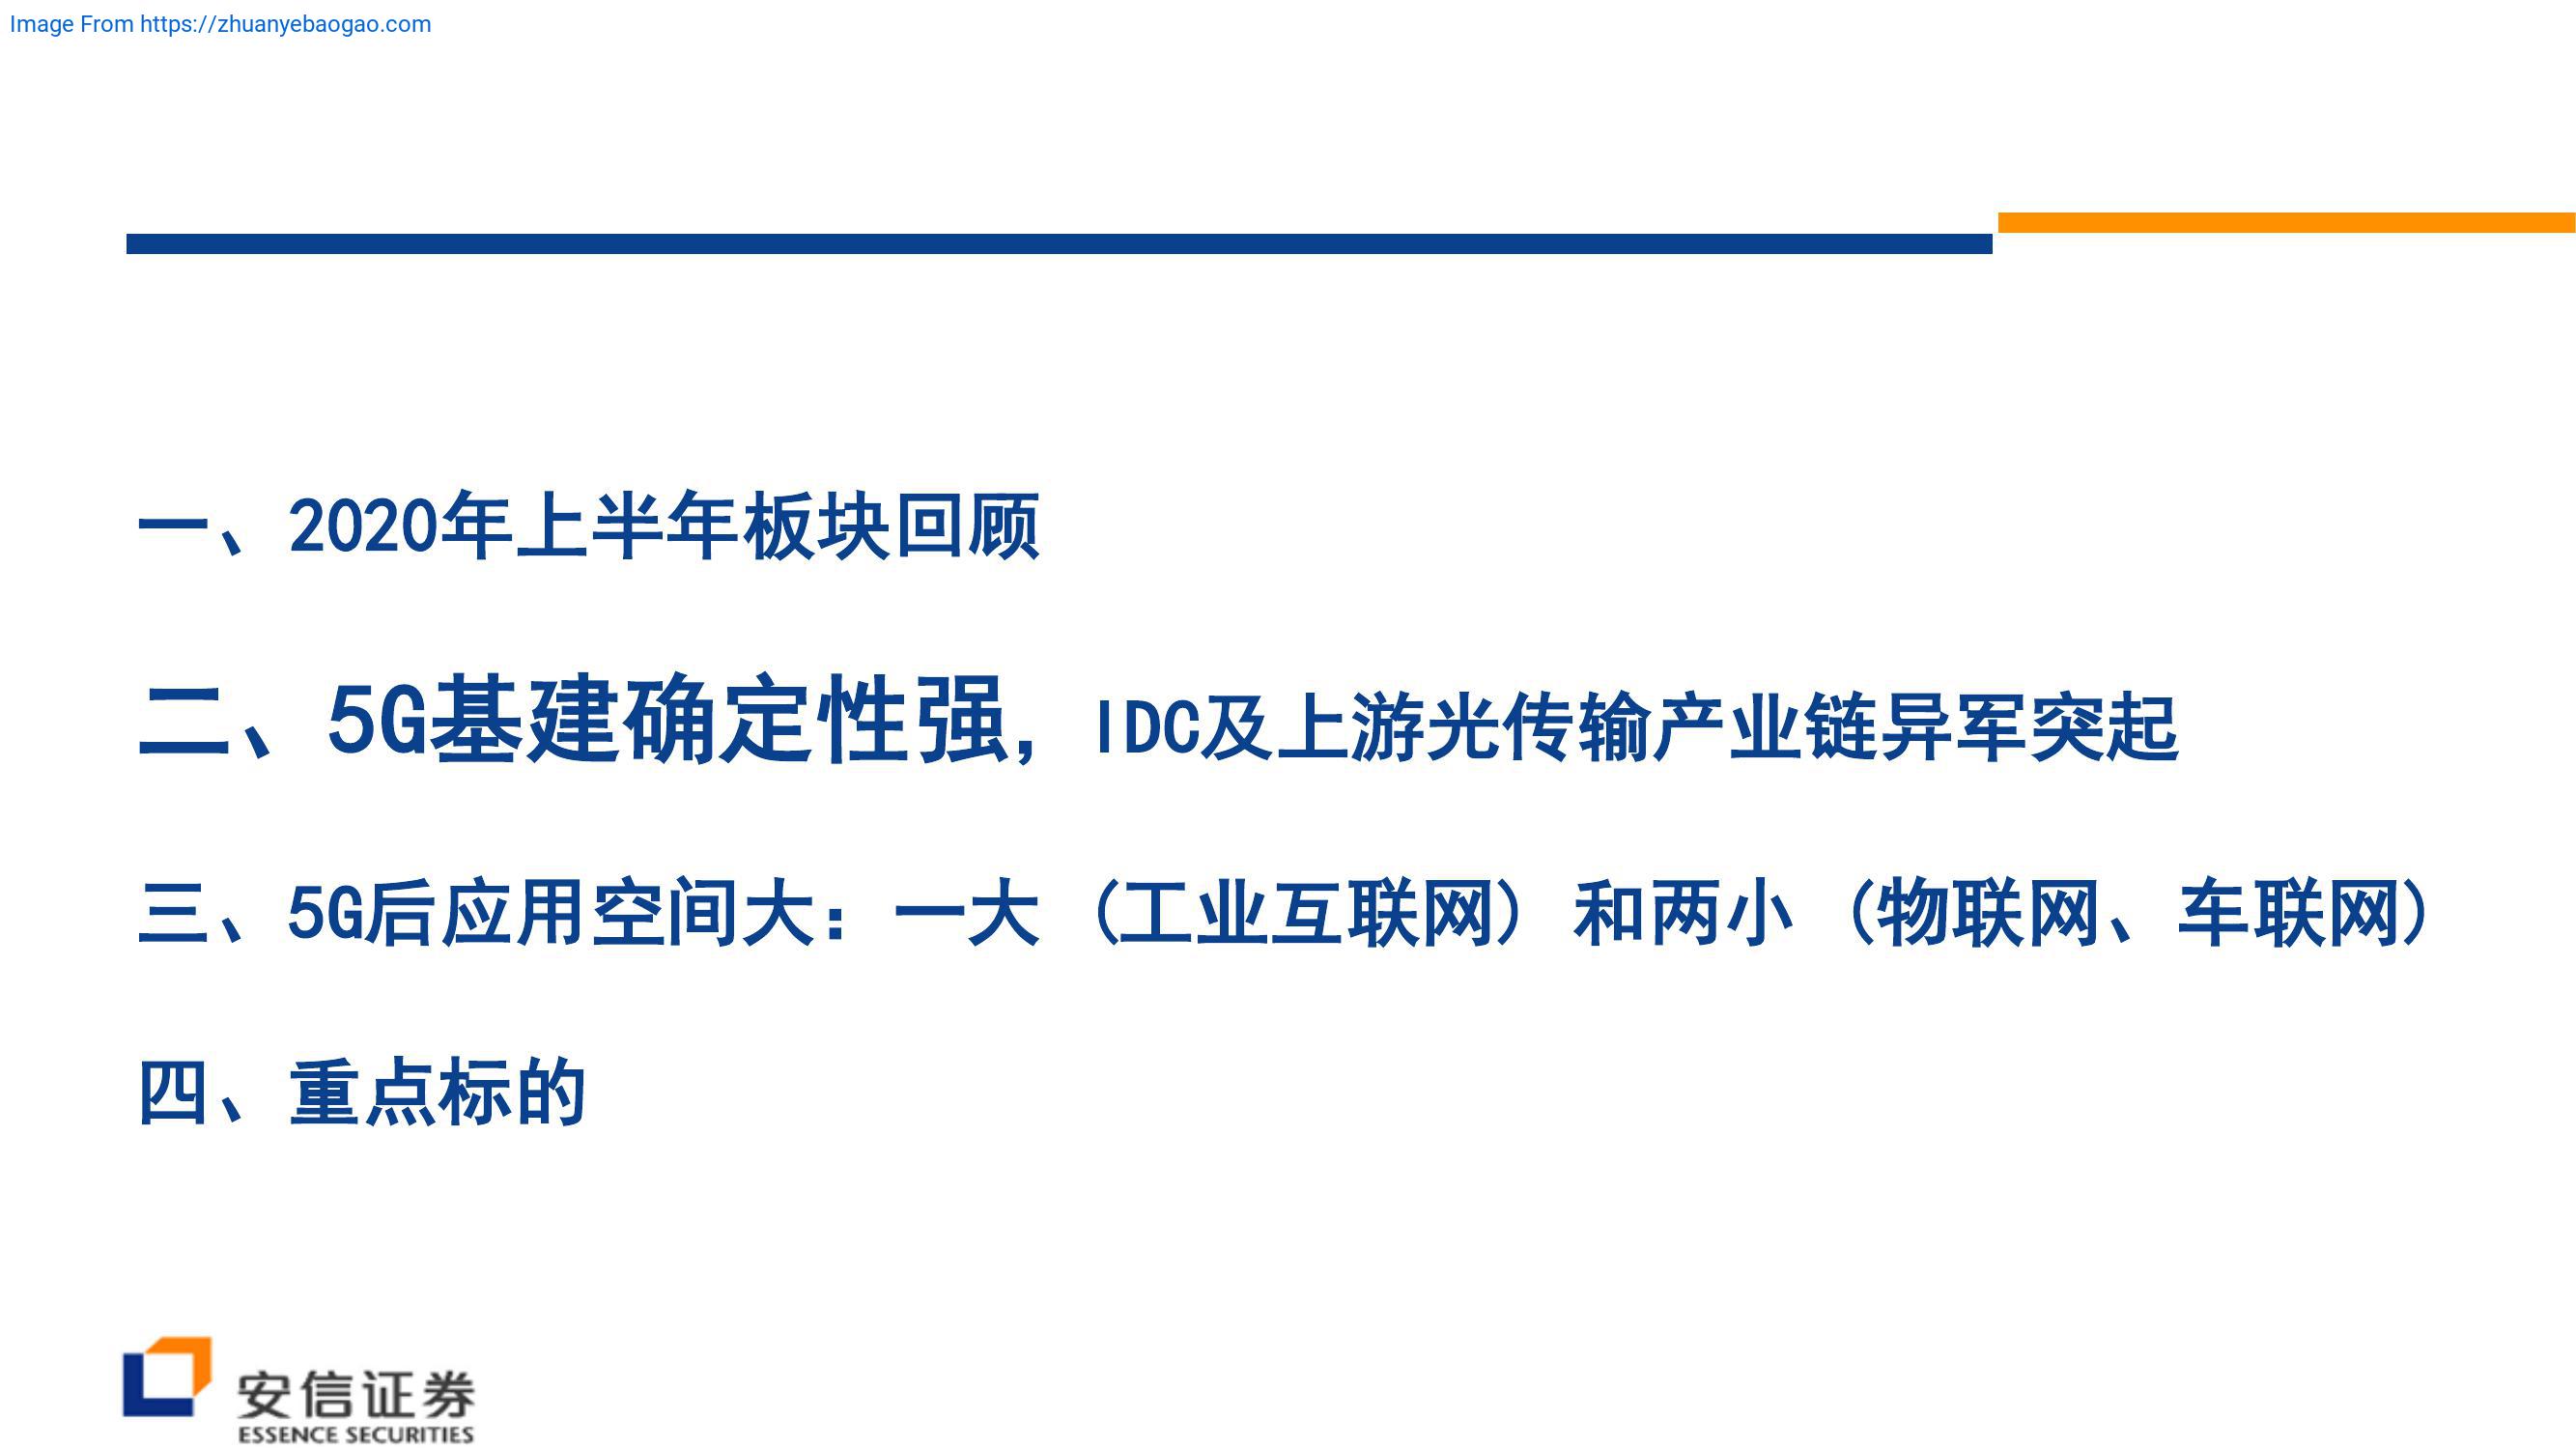 Image From https://zhuanyebaogao.com
一、2020年上半年板块回顾
二、5G基建确定性强，IDC及上游光传输产业链异军突起
三、5G后应用空间大：一大（工业互联网）和两小（物联网、车联网）
四、重点标的
安信证券
ESSENCE SECURITIES